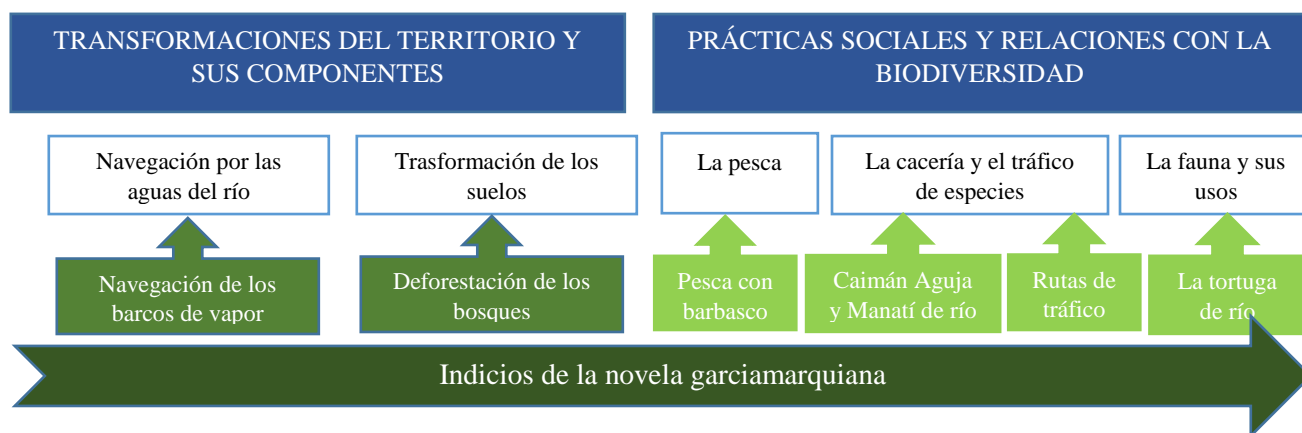 TRANSFORMACIONES DEL TERRITORIO Y
SUS COMPONENTES
PRÁCTICAS SOCIALES Y RELACIONES CON LA
BIODIVERSIDAD
Navegación por las
aguas del río
Trasformación de los
suelos
La pesca
La cacería y el tráfico
de especies
La fauna y sus
usos
Navegación de los
barcos de vapor
Deforestación de los
bosques
Pesca con
barbasco
Caimán Aguja
y Manatí de río
Rutas de
tráfico
La tortuga
de río
Indicios de la novela garciamarquiana